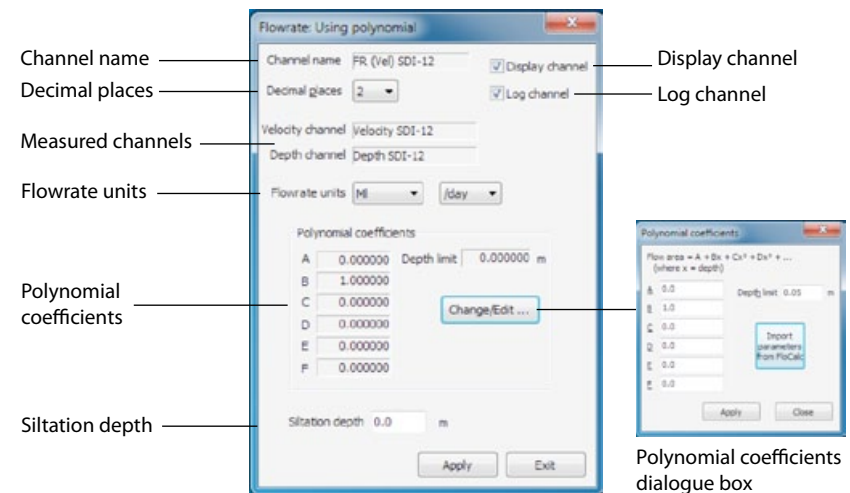 Flowrate: Using polynomial
Channel name
Decimal places
Measured channels
Flowrate units
Polynomial
coefficients
Siltation depth
Channel name FR (Vel) SDI-12
Display channel
Decimal places 2
Log channel
Velocity channel Velocity SDI-12
Depth channel Depth SDI-12
Flowrate units Ml /day
Polynomial coefficients
A 0.000000 Depth limit 0.000000 m
B 1.000000
C 0.000000
Change/Edit ...
D 0.000000
E 0.000000
F 0.000000
Siltation depth 0.0 m
Apply Exit
Display channel
Log channel
Polynomial coefficients
Flow area = A + Bx + Cx² + Dx³ + ...
(where x = depth)
A 0.0 Depth limit 0.05 m
B 1.0
C 0.0
D 0.0
E 0.0
F 0.0
Import
parameters
from FloCalc
Apply Close
Polynomial coefficients
dialogue box